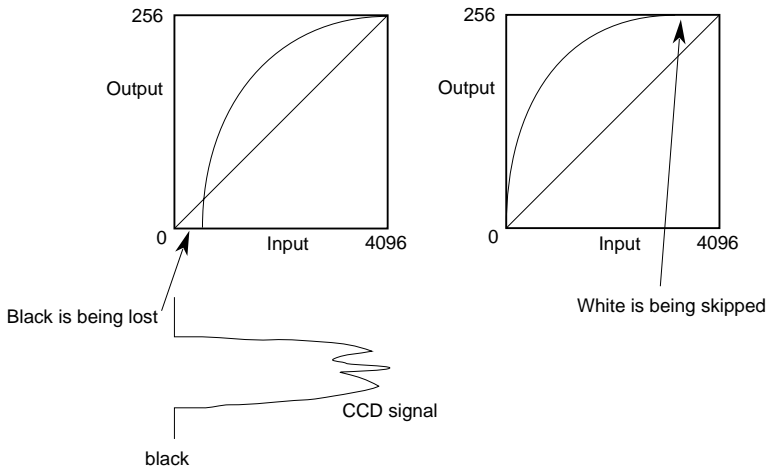 256
Output
0
Input
4096
Black is being lost
256
Output
0
Input
4096
White is being skipped
CCD signal
black